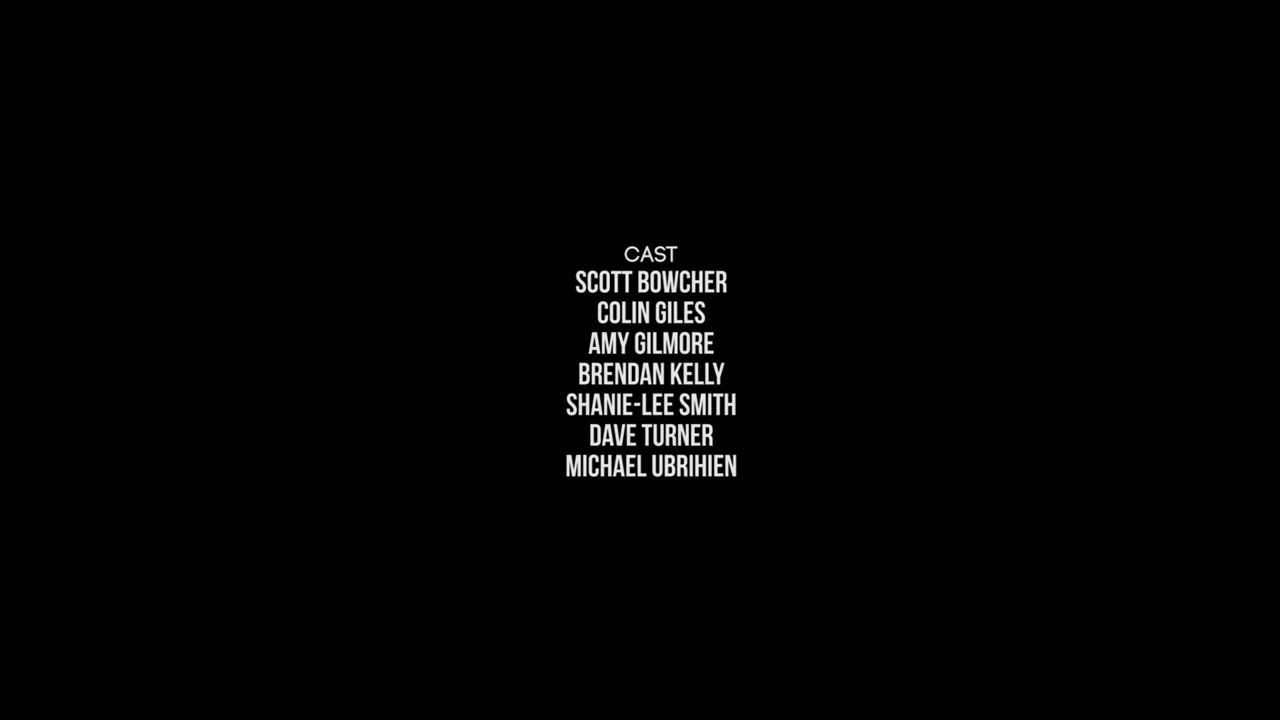 CAST
SCOTT BOWCHER
COLIN GILES
AMY GILMORE
BRENDAN KELLY
SHANIE-LEE SMITH
DAVE TURNER
MICHAEL UBRIHIEN